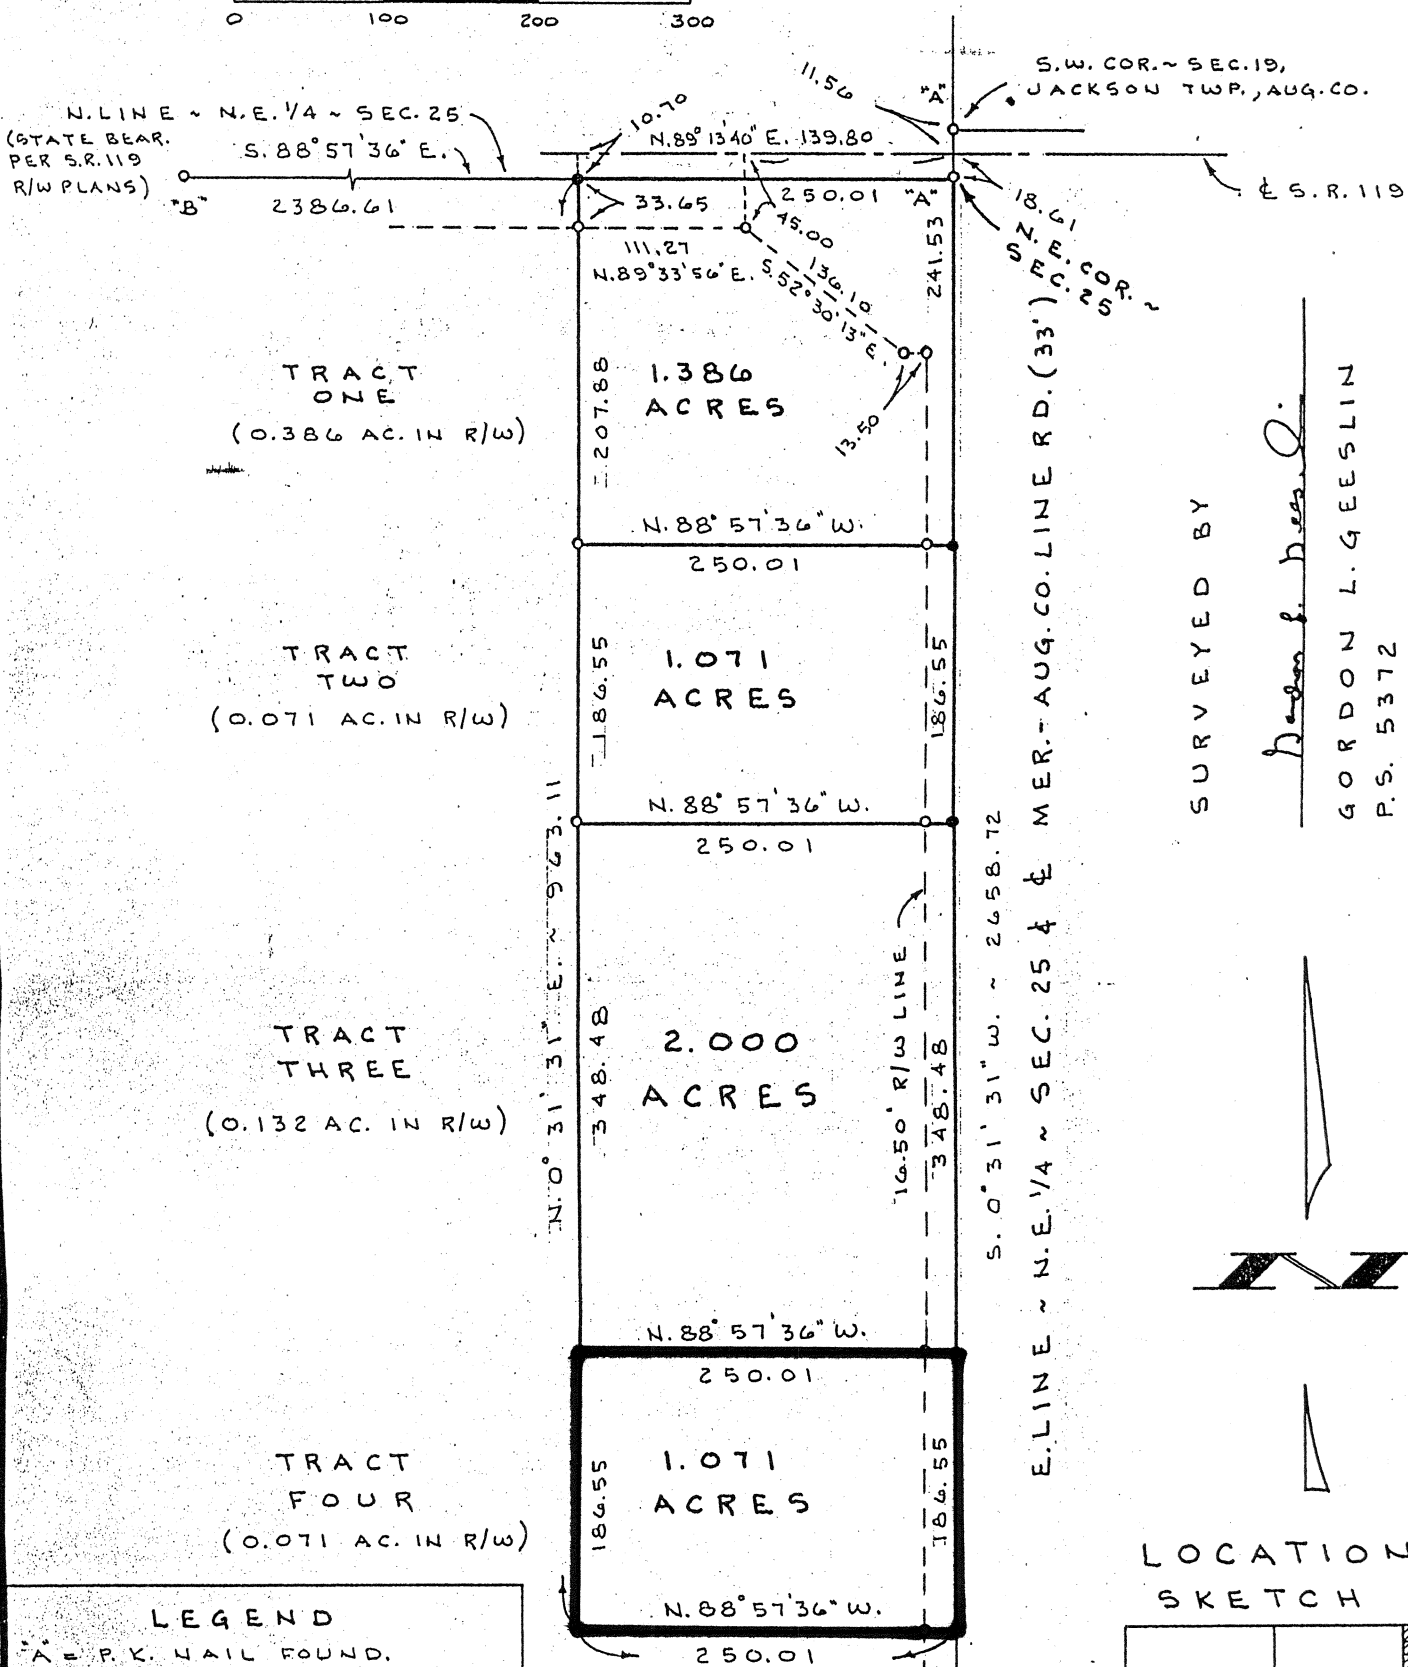 0 100 200 300
S.W. COR. ~ SEC. 19,
JACKSON TWP., AUG. CO.
11.56
"A"
N. LINE ~ N.E. 1/4 ~ SEC. 25
(STATE BEAR.
PER S.R. 119
R/W PLANS)
S. 88° 57' 36" E.
10.70
N. 89° 13' 40" E. 139.80
"B"
2386.61
33.65
250.01
"A"
18.61
℄ S.R. 119
N.E. COR. ~
SEC. 25
45.00
111.27
N. 89° 33' 56" E.
136.10
S. 52° 30' 13" E.
241.53
13.50
TRACT
ONE
(0.386 AC. IN R/W)
207.88
1.386
ACRES
N. 88° 57' 36" W.
250.01
TRACT
TWO
(0.071 AC. IN R/W)
186.55
1.071
ACRES
186.55
N. 88° 57' 36" W.
250.01
N. 0° 31' 31" E. ~ 963.11
TRACT
THREE
(0.132 AC. IN R/W)
348.48
2.000
ACRES
16.50' R/W LINE
348.48
S. 0° 31' 31" W. ~ 2658.72
E. LINE ~ N.E. 1/4 ~ SEC. 25 & ℄ MER.-AUG. CO. LINE RD. (33')
N. 88° 57' 36" W.
250.01
TRACT
FOUR
(0.071 AC. IN R/W)
186.55
1.071
ACRES
186.55
N. 88° 57' 36" W.
250.01
SURVEYED BY
GORDON L. GEESLIN
P.S. 5372
N
LOCATION
SKETCH
LEGEND
"A" = P.K. NAIL FOUND.